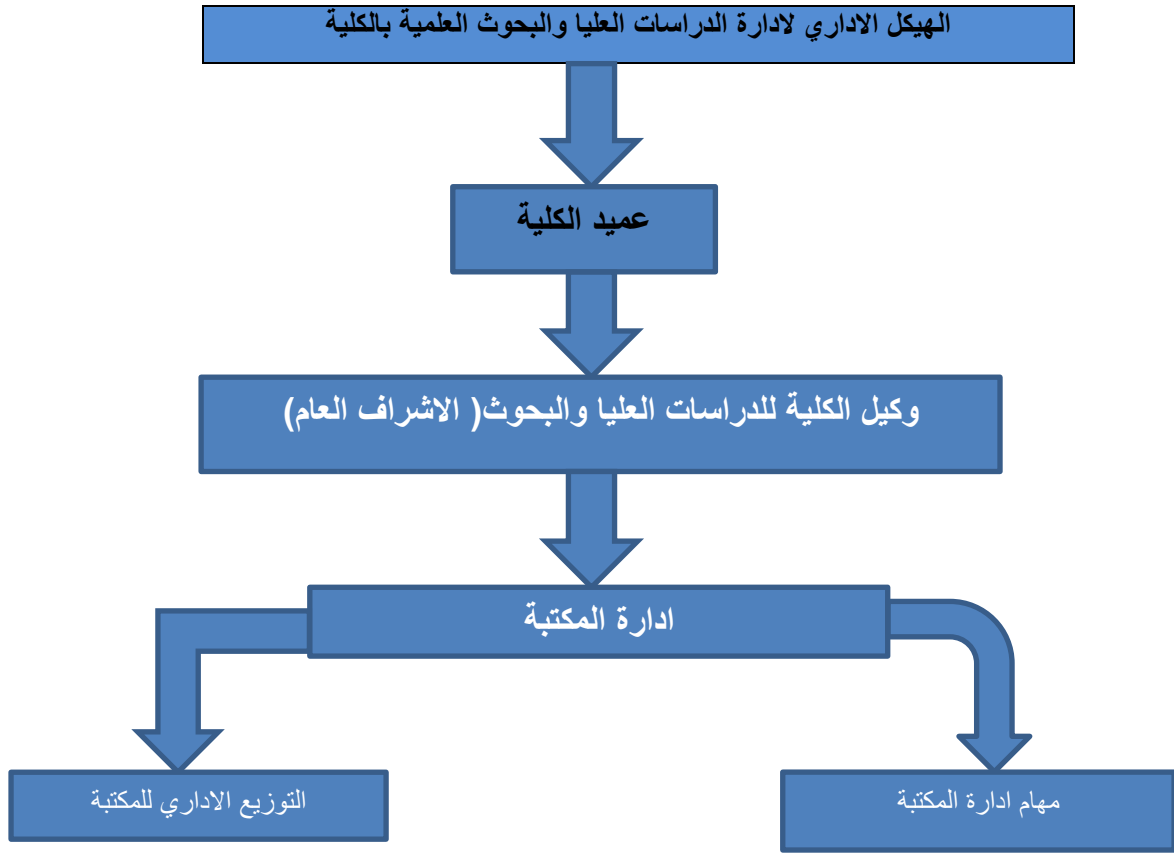 الهيكل الاداري لادارة الدراسات العليا والبحوث العلمية بالكلية
عميد الكلية
وكيل الكلية للدراسات العليا والبحوث( الاشراف العام)
ادارة المكتبة
مهام ادارة المكتبة
التوزيع الاداري للمكتبة